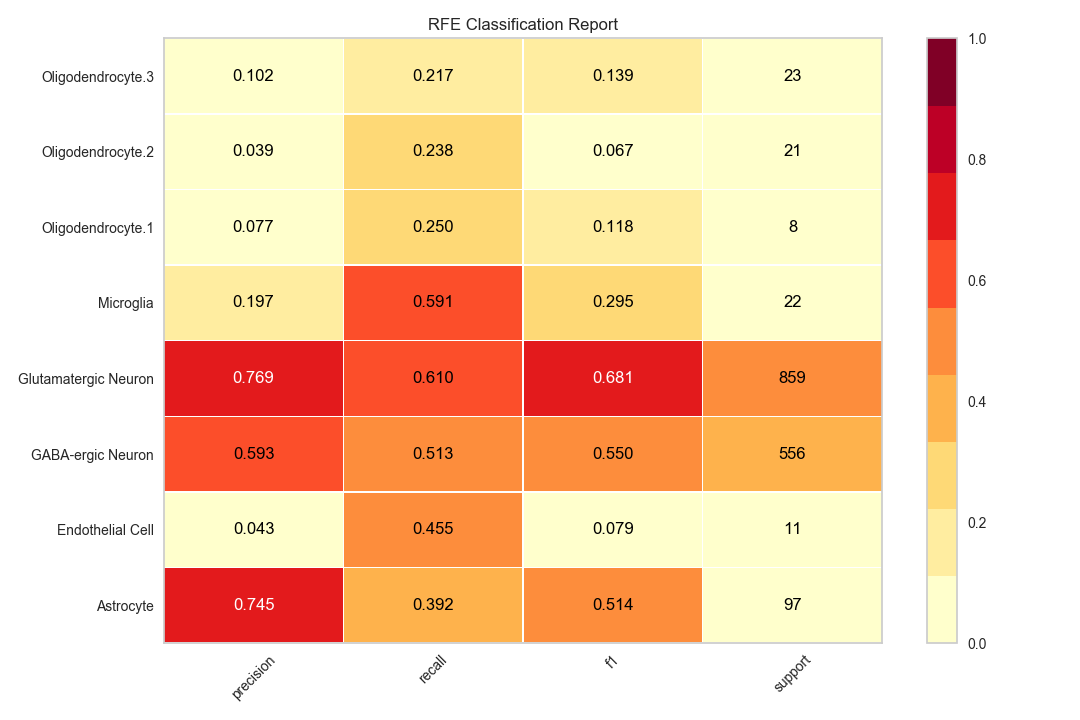 RFE Classification Report
Oligodendrocyte.3 0.102 0.217 0.139 23
Oligodendrocyte.2 0.039 0.238 0.067 21
Oligodendrocyte.1 0.077 0.250 0.118 8
Microglia 0.197 0.591 0.295 22
Glutamatergic Neuron 0.769 0.610 0.681 859
GABA-ergic Neuron 0.593 0.513 0.550 556
Endothelial Cell 0.043 0.455 0.079 11
Astrocyte 0.745 0.392 0.514 97
precision recall f1 support
1.0
0.8
0.6
0.4
0.2
0.0